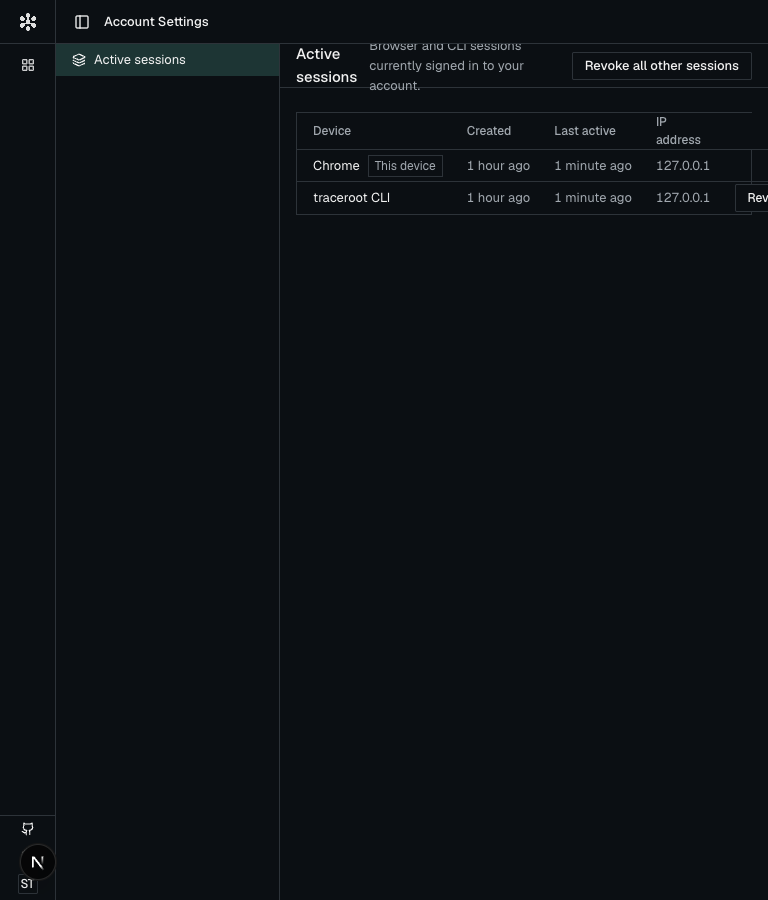 Account Settings
Active sessions
Active
sessions
Browser and CLI sessions
currently signed in to your
account.
Revoke all other sessions
Device Created Last active IP address
Chrome This device 1 hour ago 1 minute ago 127.0.0.1
traceroot CLI 1 hour ago 1 minute ago 127.0.0.1 Rev
N
ST